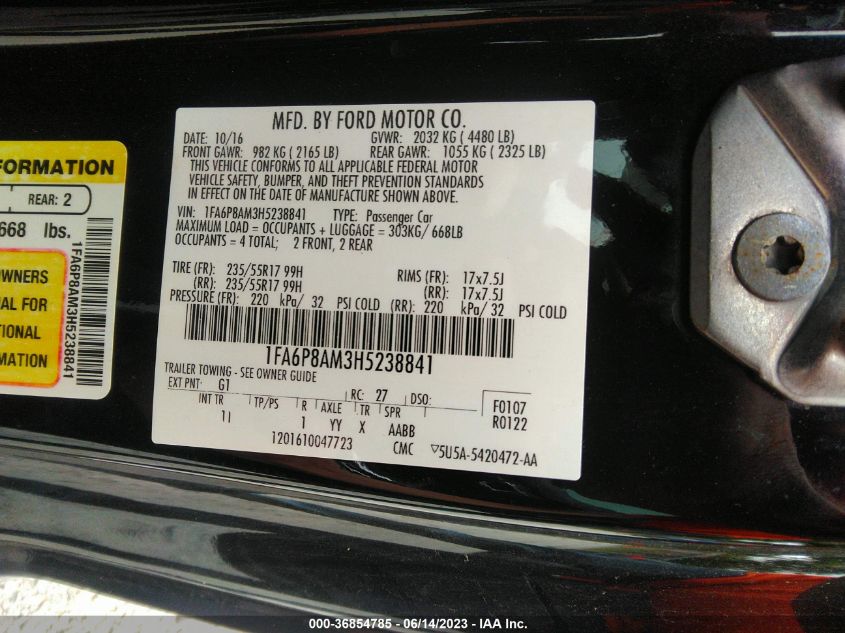 FORMATION
REAR: 2
668 lbs.
OWNERS
AL FOR
TIONAL
1FA6P8AM3H5238841
MFD. BY FORD MOTOR CO.
DATE: 10/16 GVWR: 2032 KG ( 4480 LB)
FRONT GAWR: 982 KG ( 2165 LB) REAR GAWR: 1055 KG ( 2325 LB)
THIS VEHICLE CONFORMS TO ALL APPLICABLE FEDERAL MOTOR
VEHICLE SAFETY, BUMPER, AND THEFT PREVENTION STANDARDS
IN EFFECT ON THE DATE OF MANUFACTURE SHOWN ABOVE.
VIN: 1FA6P8AM3H5238841 TYPE: Passenger Car
MAXIMUM LOAD = OCCUPANTS + LUGGAGE = 303KG/ 668LB
OCCUPANTS = 4 TOTAL; 2 FRONT, 2 REAR
TIRE (FR): 235/55R17 99H RIMS (FR): 17x7.5J
(RR): 235/55R17 99H (RR): 17x7.5J
PRESSURE (FR): 220 kPa/ 32 PSI COLD (RR): 220 kPa/ 32 PSI COLD
1FA6P8AM3H5238841
TRAILER TOWING - SEE OWNER GUIDE
EXT PNT: G1 RC: 27 DSO: F0107
INT TR TP/PS R AXLE TR SPR R0122
1I 1 YY X AABB
1201610047723 CMC ▽5U5A-5420472-AA
000-36854785 - 06/14/2023 - IAA Inc.